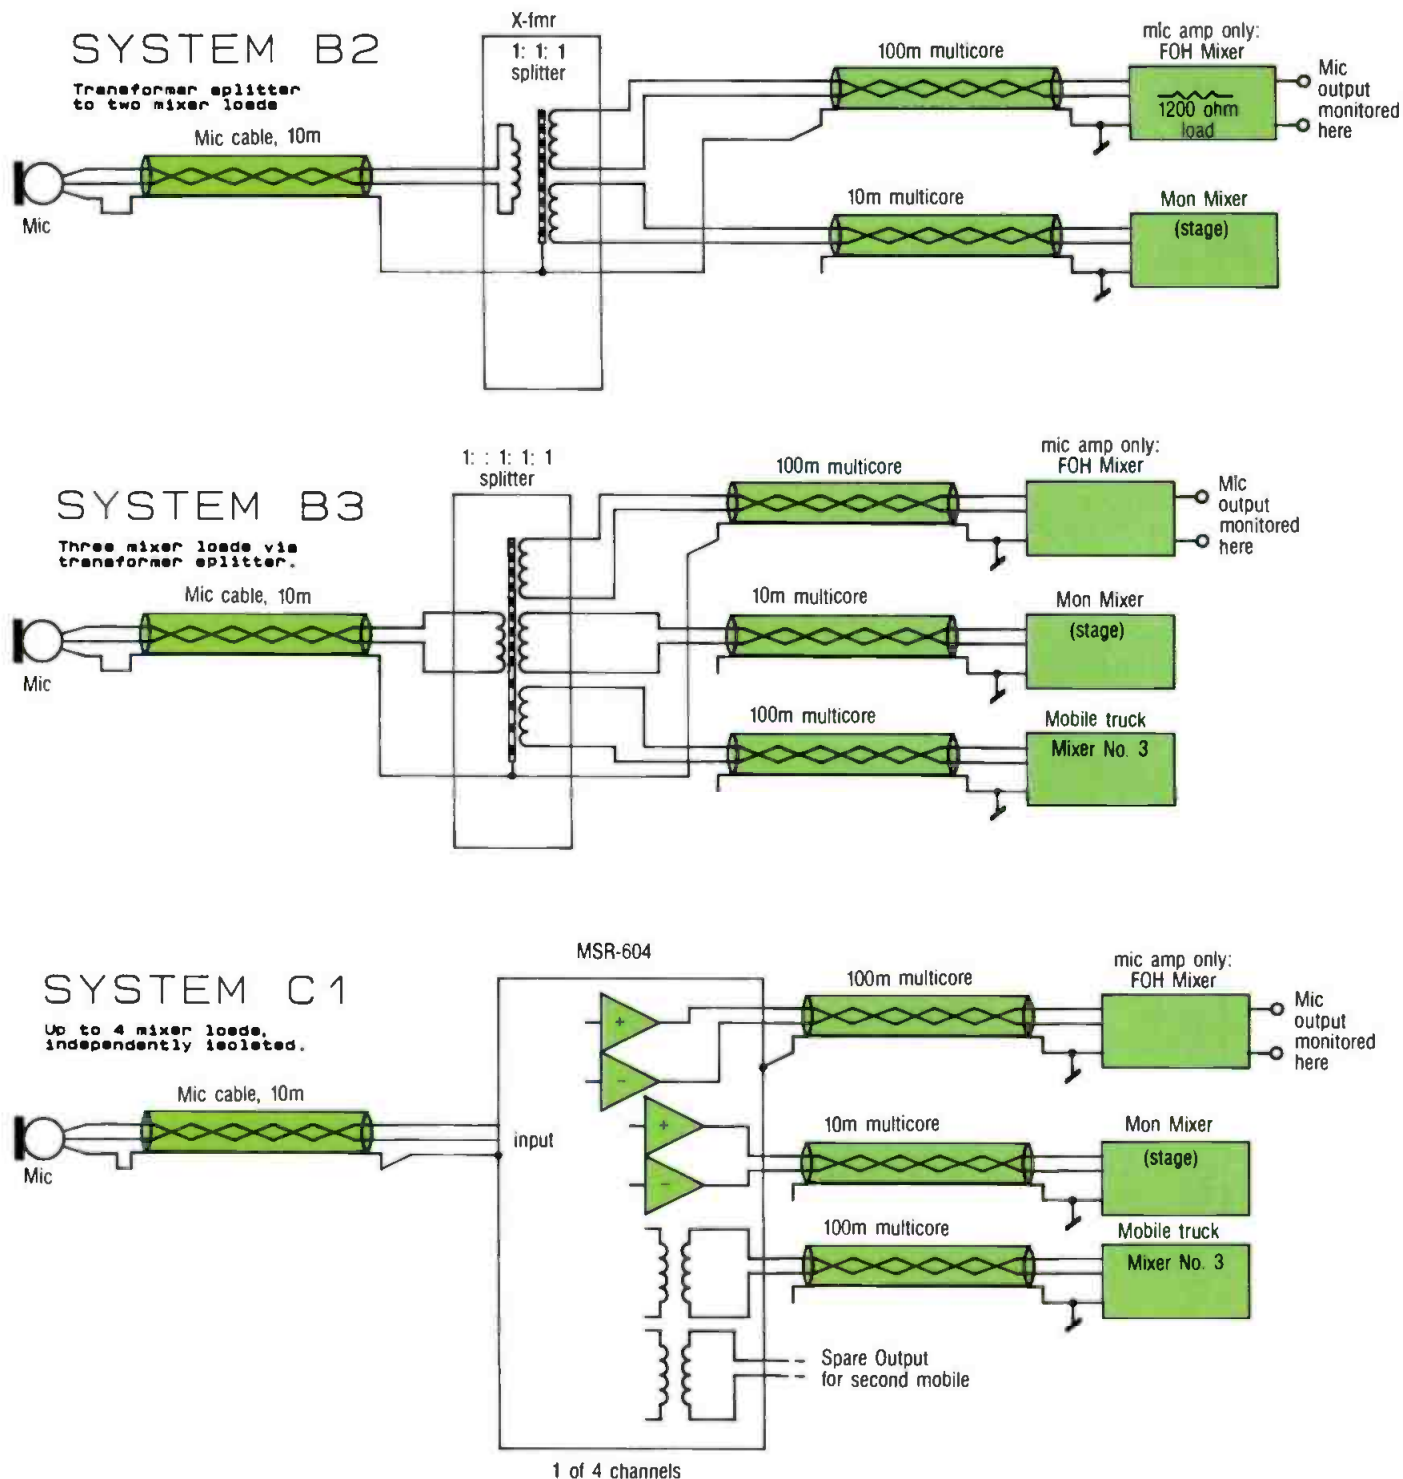 SYSTEM B2
Transformer splitter
to two mixer loads
X-fmr
1: 1: 1
splitter
Mic cable, 10m
Mic
100m multicore
mic amp only:
FOH Mixer
1200 ohm
load
Mic
output
monitored
here
10m multicore
Mon Mixer
(stage)
SYSTEM B3
Three mixer loads via
transformer splitter.
1: : 1: 1: 1
splitter
Mic cable, 10m
Mic
100m multicore
mic amp only:
FOH Mixer
Mic
output
monitored
here
10m multicore
Mon Mixer
(stage)
100m multicore
Mobile truck
Mixer No. 3
SYSTEM C1
Up to 4 mixer loads,
independently isolated.
MSR-604
Mic cable, 10m
Mic
input
+
−
+
−
100m multicore
mic amp only:
FOH Mixer
Mic
output
monitored
here
10m multicore
Mon Mixer
(stage)
100m multicore
Mobile truck
Mixer No. 3
Spare Output
for second mobile
1 of 4 channels